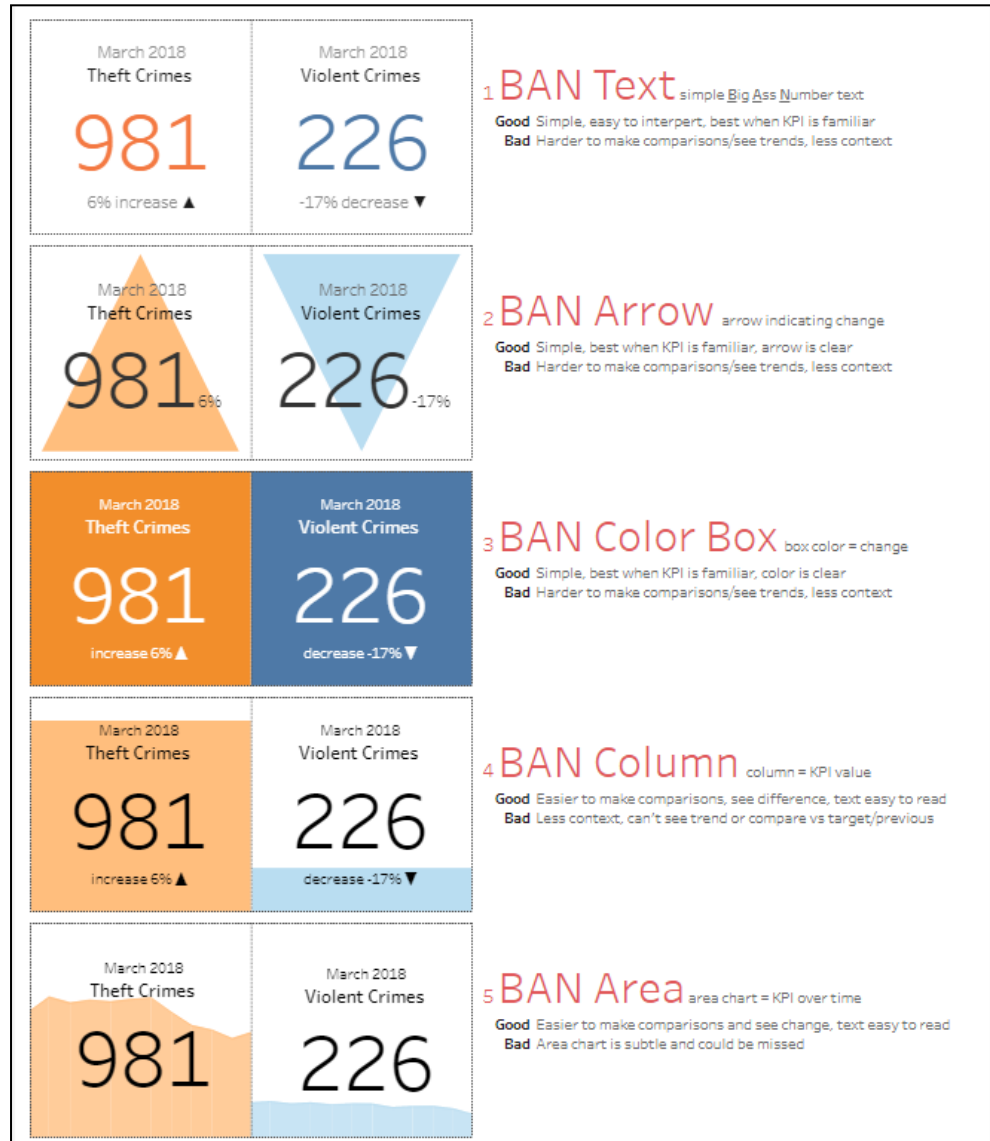 March 2018
Theft Crimes
981
6% increase ▲
March 2018
Violent Crimes
226
-17% decrease ▼
1 BAN Text simple Big Ass Number text
Good Simple, easy to interpert, best when KPI is familiar
Bad Harder to make comparisons/see trends, less context
March 2018
Theft Crimes
981 6%
March 2018
Violent Crimes
226 -17%
2 BAN Arrow arrow indicating change
Good Simple, best when KPI is familiar, arrow is clear
Bad Harder to make comparisons/see trends, less context
March 2018
Theft Crimes
981
increase 6% ▲
March 2018
Violent Crimes
226
decrease -17% ▼
3 BAN Color Box box color = change
Good Simple, best when KPI is familiar, color is clear
Bad Harder to make comparisons/see trends, less context
March 2018
Theft Crimes
981
increase 6% ▲
March 2018
Violent Crimes
226
decrease -17% ▼
4 BAN Column column = KPI value
Good Easier to make comparisons, see difference, text easy to read
Bad Less context, can't see trend or compare vs target/previous
March 2018
Theft Crimes
981
March 2018
Violent Crimes
226
5 BAN Area area chart = KPI over time
Good Easier to make comparisons and see change, text easy to read
Bad Area chart is subtle and could be missed